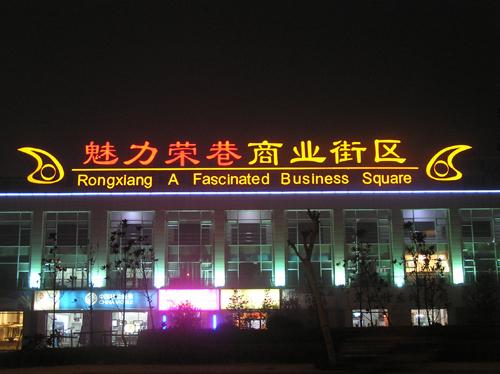 魅力荣巷商业街区
Rongxiang A Fascinated Business Square